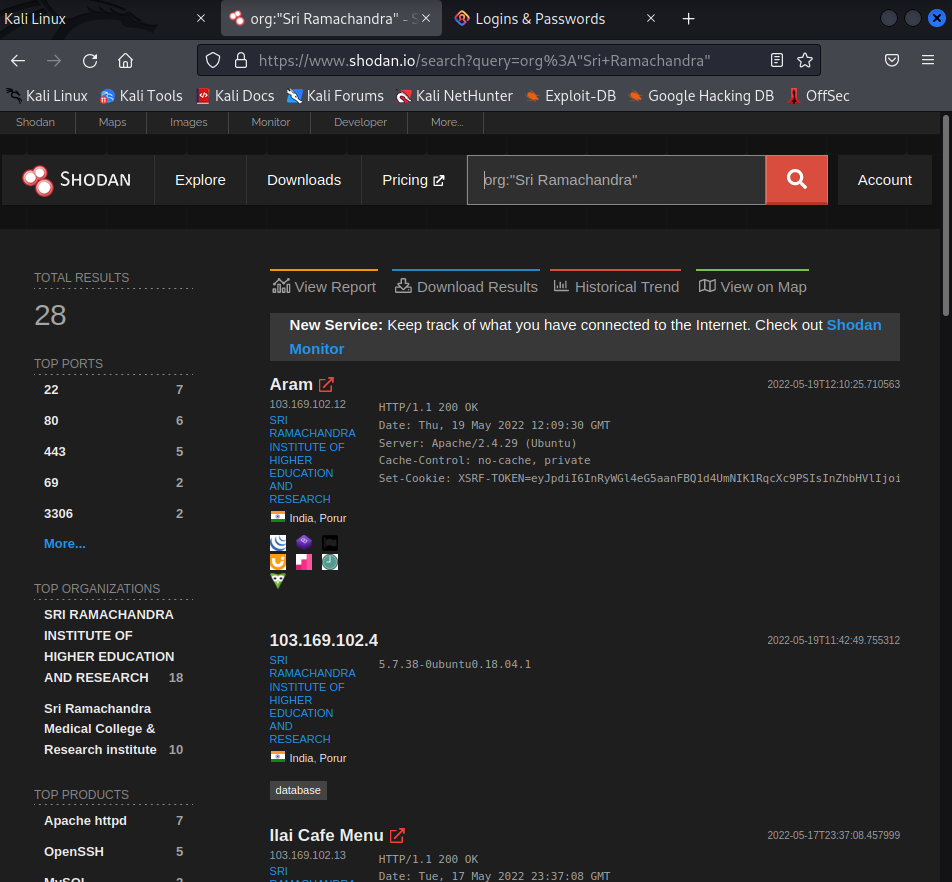 Kali Linux
org:"Sri Ramachandra" - S
Logins & Passwords
https://www.shodan.io/search?query=org%3A"Sri+Ramachandra"
Kali Linux Kali Tools Kali Docs Kali Forums Kali NetHunter Exploit-DB Google Hacking DB OffSec
Shodan Maps Images Monitor Developer More...
SHODAN Explore Downloads Pricing org:"Sri Ramachandra" Account
TOTAL RESULTS
28
TOP PORTS
22 7
80 6
443 5
69 2
3306 2
More...
TOP ORGANIZATIONS
SRI RAMACHANDRA
INSTITUTE OF
HIGHER EDUCATION
AND RESEARCH 18
Sri Ramachandra
Medical College &
Research institute 10
TOP PRODUCTS
Apache httpd 7
OpenSSH 5
MySQL 2
View Report Download Results Historical Trend View on Map
New Service: Keep track of what you have connected to the Internet. Check out Shodan
Monitor
Aram 2022-05-19T12:10:25.710563
103.169.102.12
SRI
RAMACHANDRA
INSTITUTE OF
HIGHER
EDUCATION
AND
RESEARCH
India, Porur
HTTP/1.1 200 OK
Date: Thu, 19 May 2022 12:09:30 GMT
Server: Apache/2.4.29 (Ubuntu)
Cache-Control: no-cache, private
Set-Cookie: XSRF-TOKEN=eyJpdiI6InRyWGl4eG5aanFBQ1d4UmNIK1RqcXc9PSIsInZhbHVlIjoi
103.169.102.4 2022-05-19T11:42:49.755312
SRI
RAMACHANDRA
INSTITUTE OF
HIGHER
EDUCATION
AND
RESEARCH
India, Porur
5.7.38-0ubuntu0.18.04.1
database
Ilai Cafe Menu 2022-05-17T23:37:08.457999
103.169.102.13
SRI
RAMACHANDRA
HTTP/1.1 200 OK
Date: Tue, 17 May 2022 23:37:08 GMT